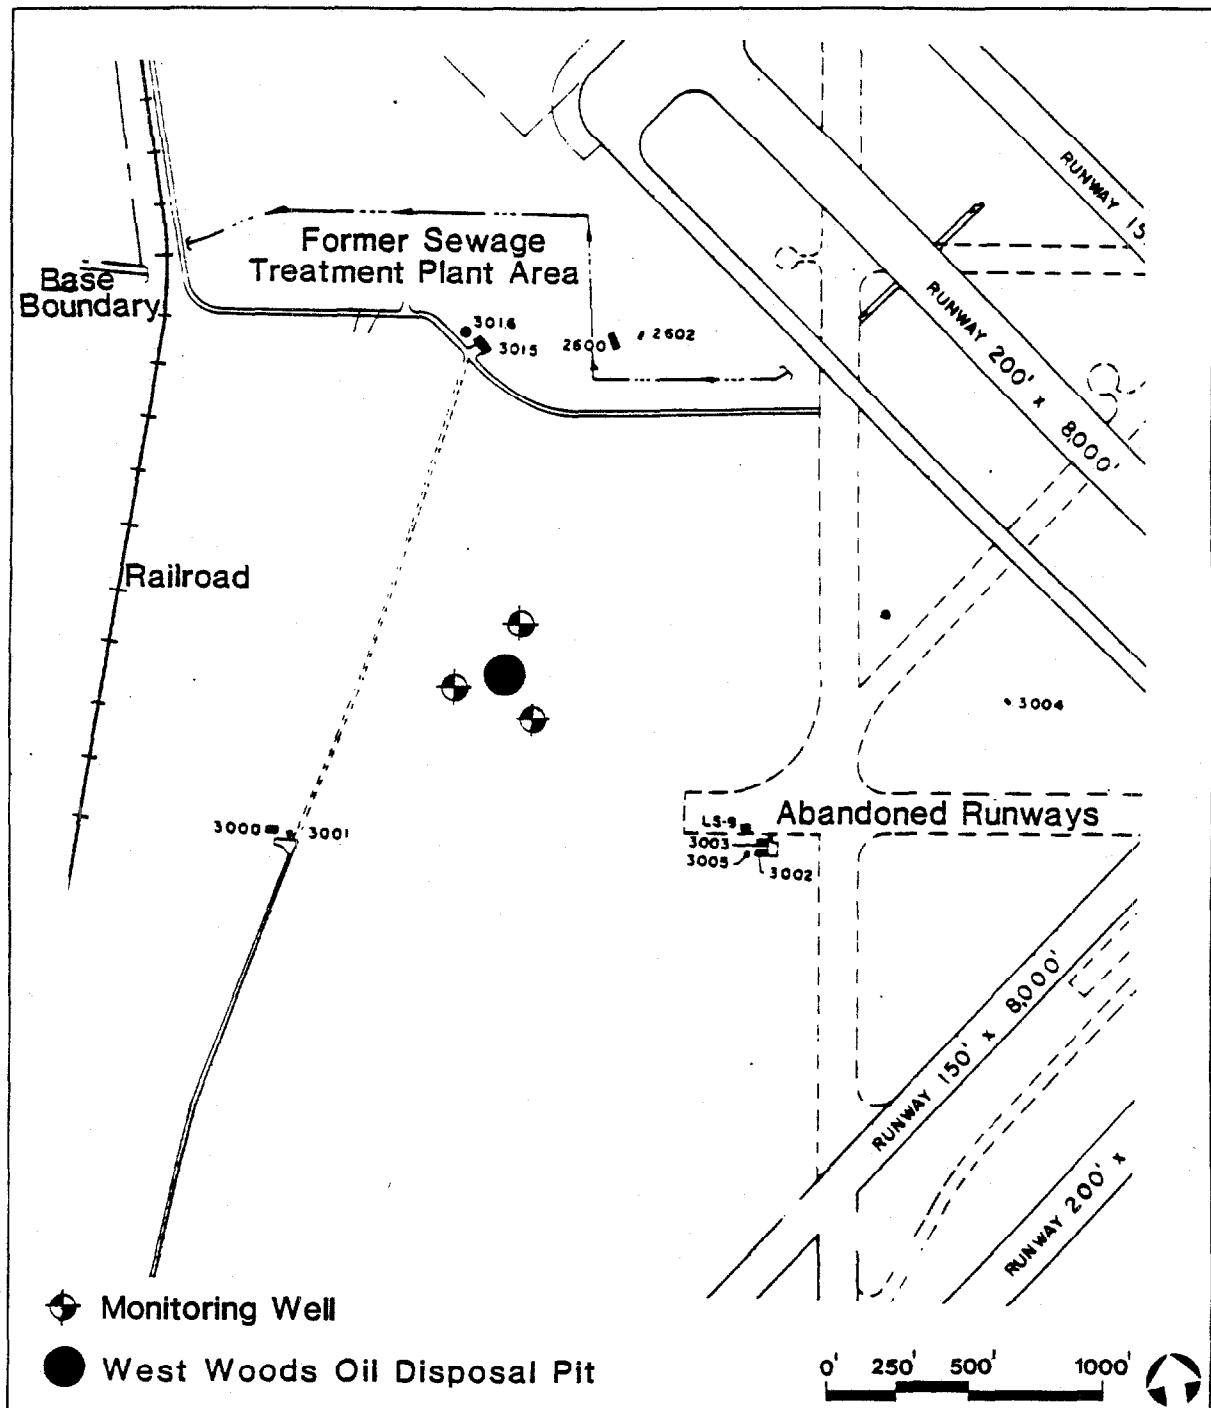 RUNWAY 15
Former Sewage
Treatment Plant Area
Base
Boundary
RUNWAY 200' x 8,000'
3016
3015
2600
2602
Railroad
3004
3000
3001
LS-9
Abandoned Runways
3003
3005
3002
RUNWAY 150' x 8,000'
RUNWAY 200' x
Monitoring Well
West Woods Oil Disposal Pit
0' 250' 500' 1000'